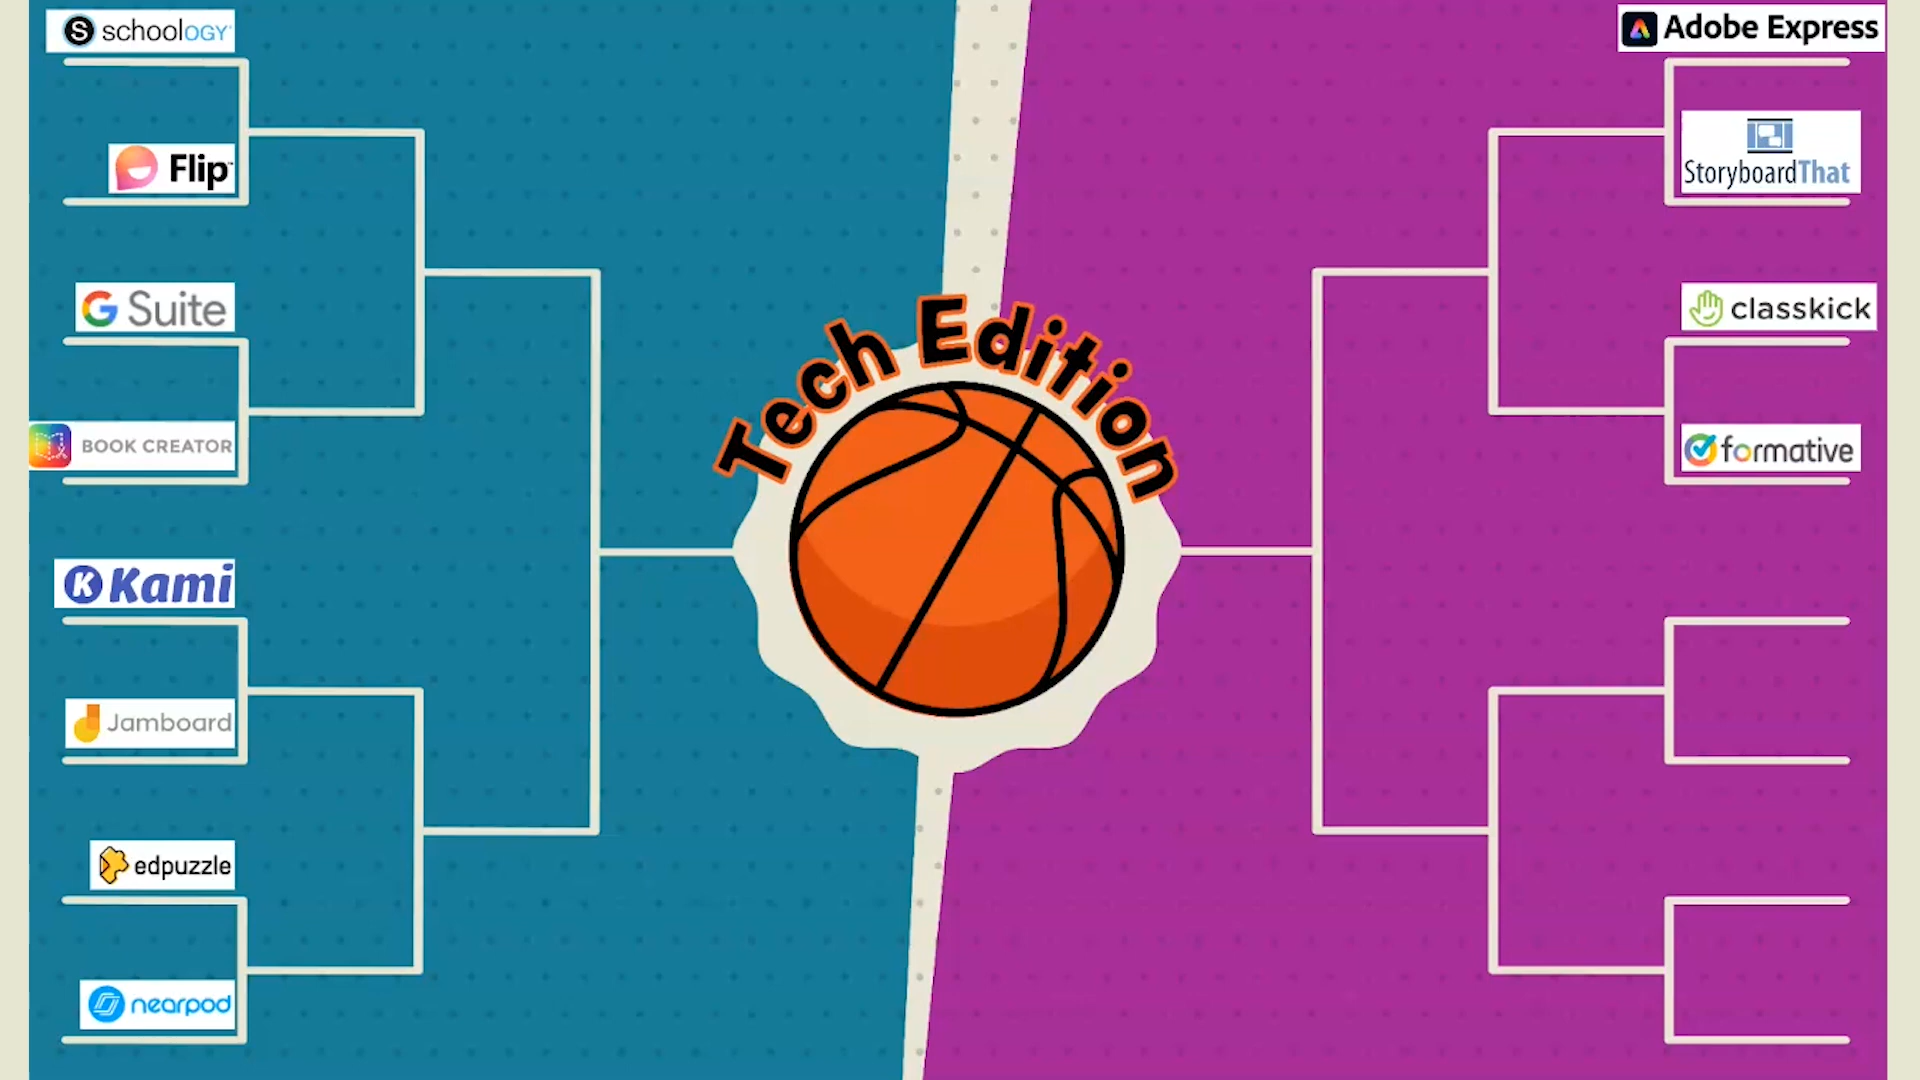 schoology
Flip
G Suite
BOOK CREATOR
Kami
Jamboard
edpuzzle
nearpod
Tech Edition
Adobe Express
StoryboardThat
classkick
formative